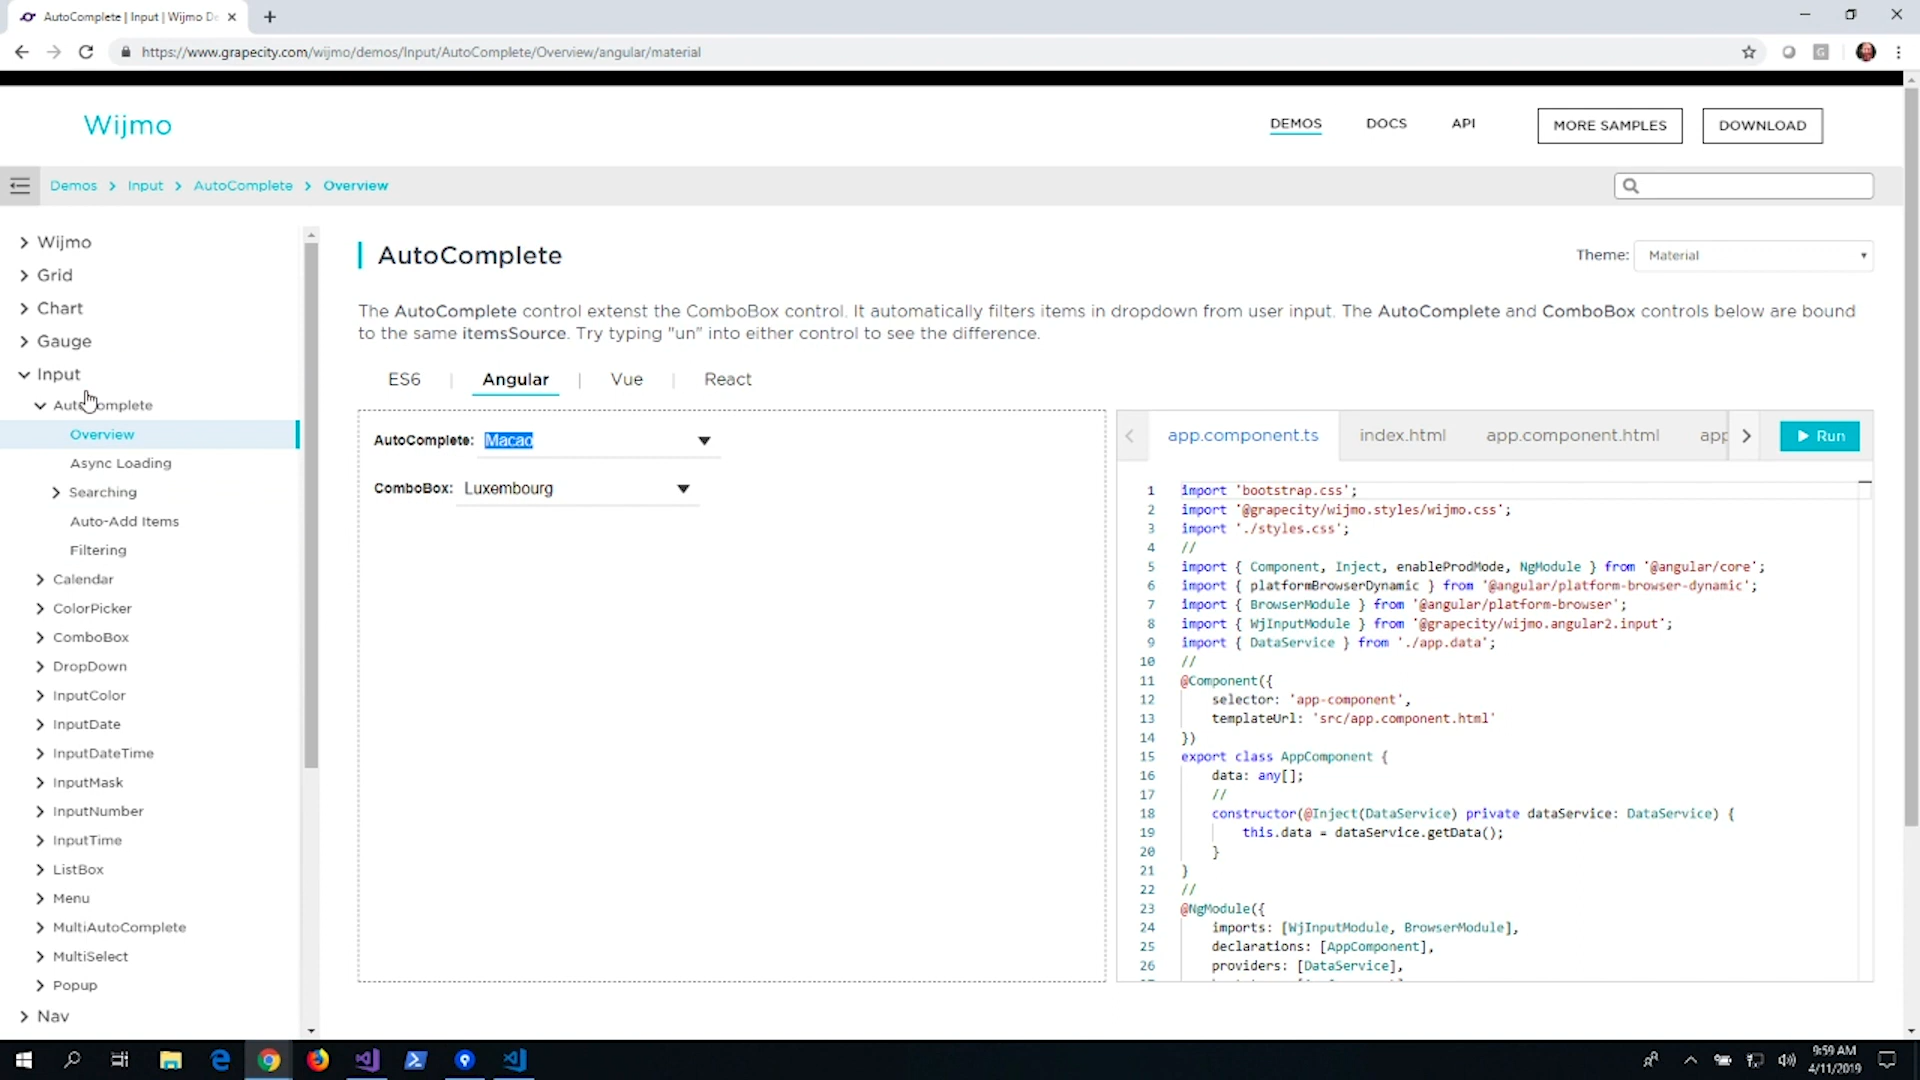 AutoComplete | Input | Wijmo De
https://www.grapecity.com/wijmo/demos/Input/AutoComplete/Overview/angular/material
Wijmo
DEMOS
DOCS
API
MORE SAMPLES
DOWNLOAD
Demos > Input > AutoComplete > Overview
Wijmo
Grid
Chart
Gauge
Input
AutoComplete
Overview
Async Loading
Searching
Auto-Add Items
Filtering
Calendar
ColorPicker
ComboBox
DropDown
InputColor
InputDate
InputDateTime
InputMask
InputNumber
InputTime
ListBox
Menu
MultiAutoComplete
MultiSelect
Popup
Nav
AutoComplete
Theme: Material
The AutoComplete control extenst the ComboBox control. It automatically filters items in dropdown from user input. The AutoComplete and ComboBox controls below are bound
to the same itemsSource. Try typing "un" into either control to see the difference.
ES6 | Angular | Vue | React
AutoComplete: Macao
ComboBox: Luxembourg
app.component.ts
index.html
app.component.html
app
Run
1 import 'bootstrap.css';
2 import '@grapecity/wijmo.styles/wijmo.css';
3 import './styles.css';
4 //
5 import { Component, Inject, enableProdMode, NgModule } from '@angular/core';
6 import { platformBrowserDynamic } from '@angular/platform-browser-dynamic';
7 import { BrowserModule } from '@angular/platform-browser';
8 import { WjInputModule } from '@grapecity/wijmo.angular2.input';
9 import { DataService } from './app.data';
10 //
11 @Component({
12 selector: 'app-component',
13 templateUrl: 'src/app.component.html'
14 })
15 export class AppComponent {
16 data: any[];
17 //
18 constructor(@Inject(DataService) private dataService: DataService) {
19 this.data = dataService.getData();
20 }
21 }
22 //
23 @NgModule({
24 imports: [WjInputModule, BrowserModule],
25 declarations: [AppComponent],
26 providers: [DataService],
9:59 AM
4/11/2019